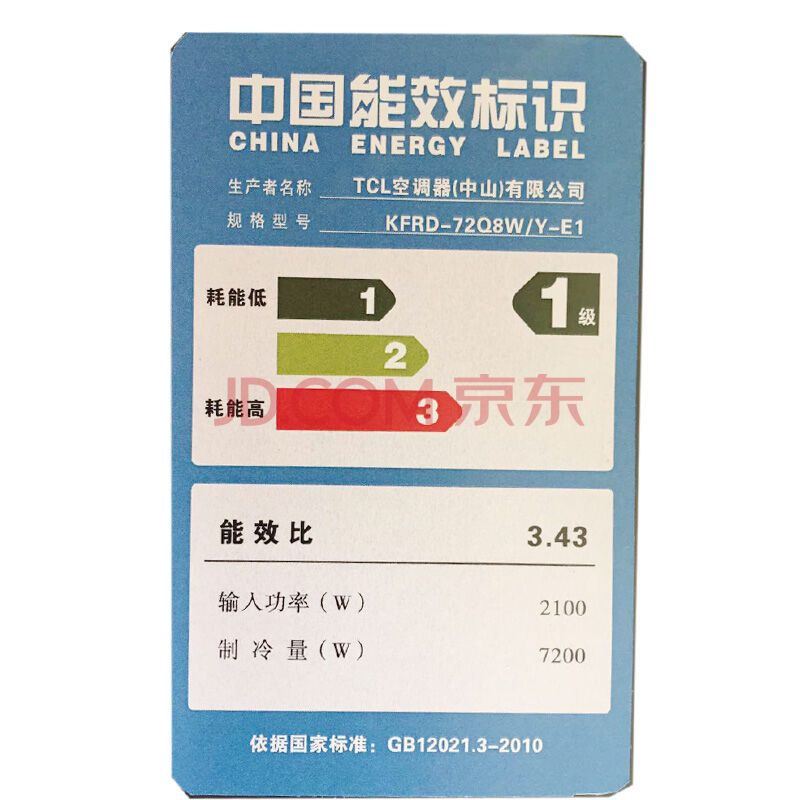 中国能效标识
CHINA ENERGY LABEL
生产者名称 TCL空调器(中山)有限公司
规格型号 KFRD-72Q8W/Y-E1
耗能低 1 1级
2
JD.COM 京东
耗能高 3
能效比 3.43
输入功率(W) 2100
制冷量(W) 7200
依据国家标准：GB12021.3-2010